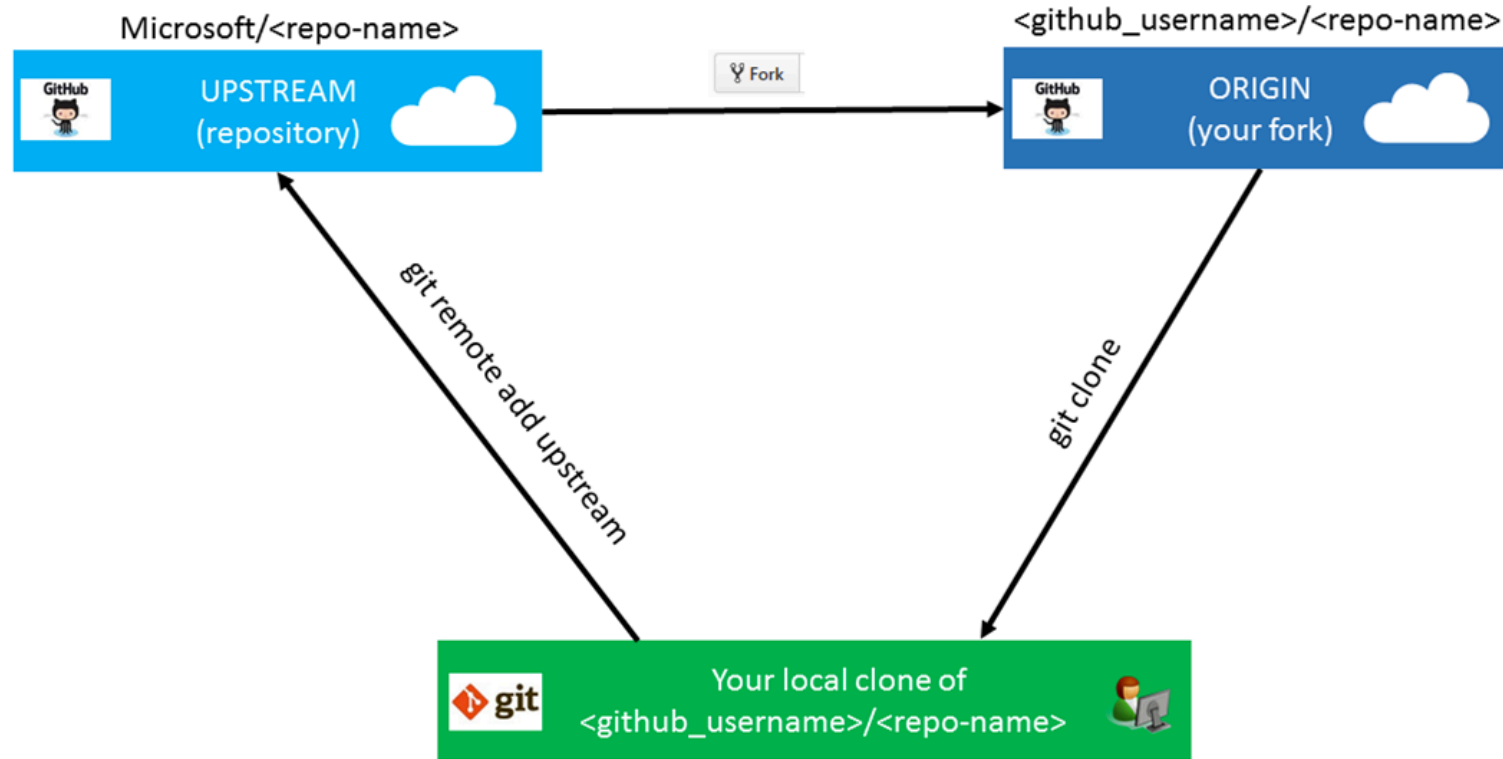 Microsoft/<repo-name>
<github_username>/<repo-name>
GitHub
UPSTREAM
(repository)
Fork
GitHub
ORIGIN
(your fork)
git remote add upstream
git clone
git
Your local clone of
<github_username>/<repo-name>